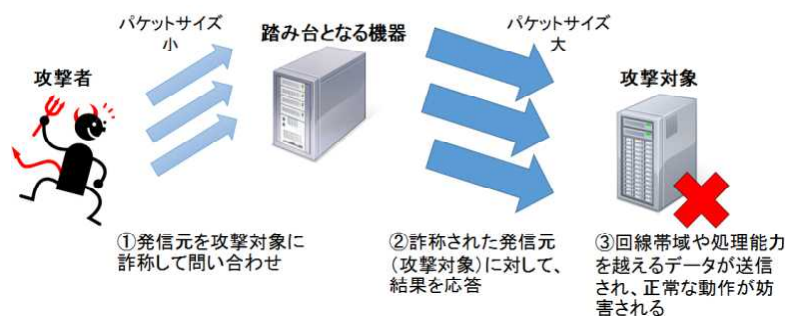 パケットサイズ
小
踏み台となる機器
パケットサイズ
大
攻撃者
攻撃対象
①発信元を攻撃対象に
詐称して問い合わせ
②詐称された発信元
(攻撃対象)に対して、
結果を応答
③回線帯域や処理能力
を越えるデータが送信
され、正常な動作が妨
害される